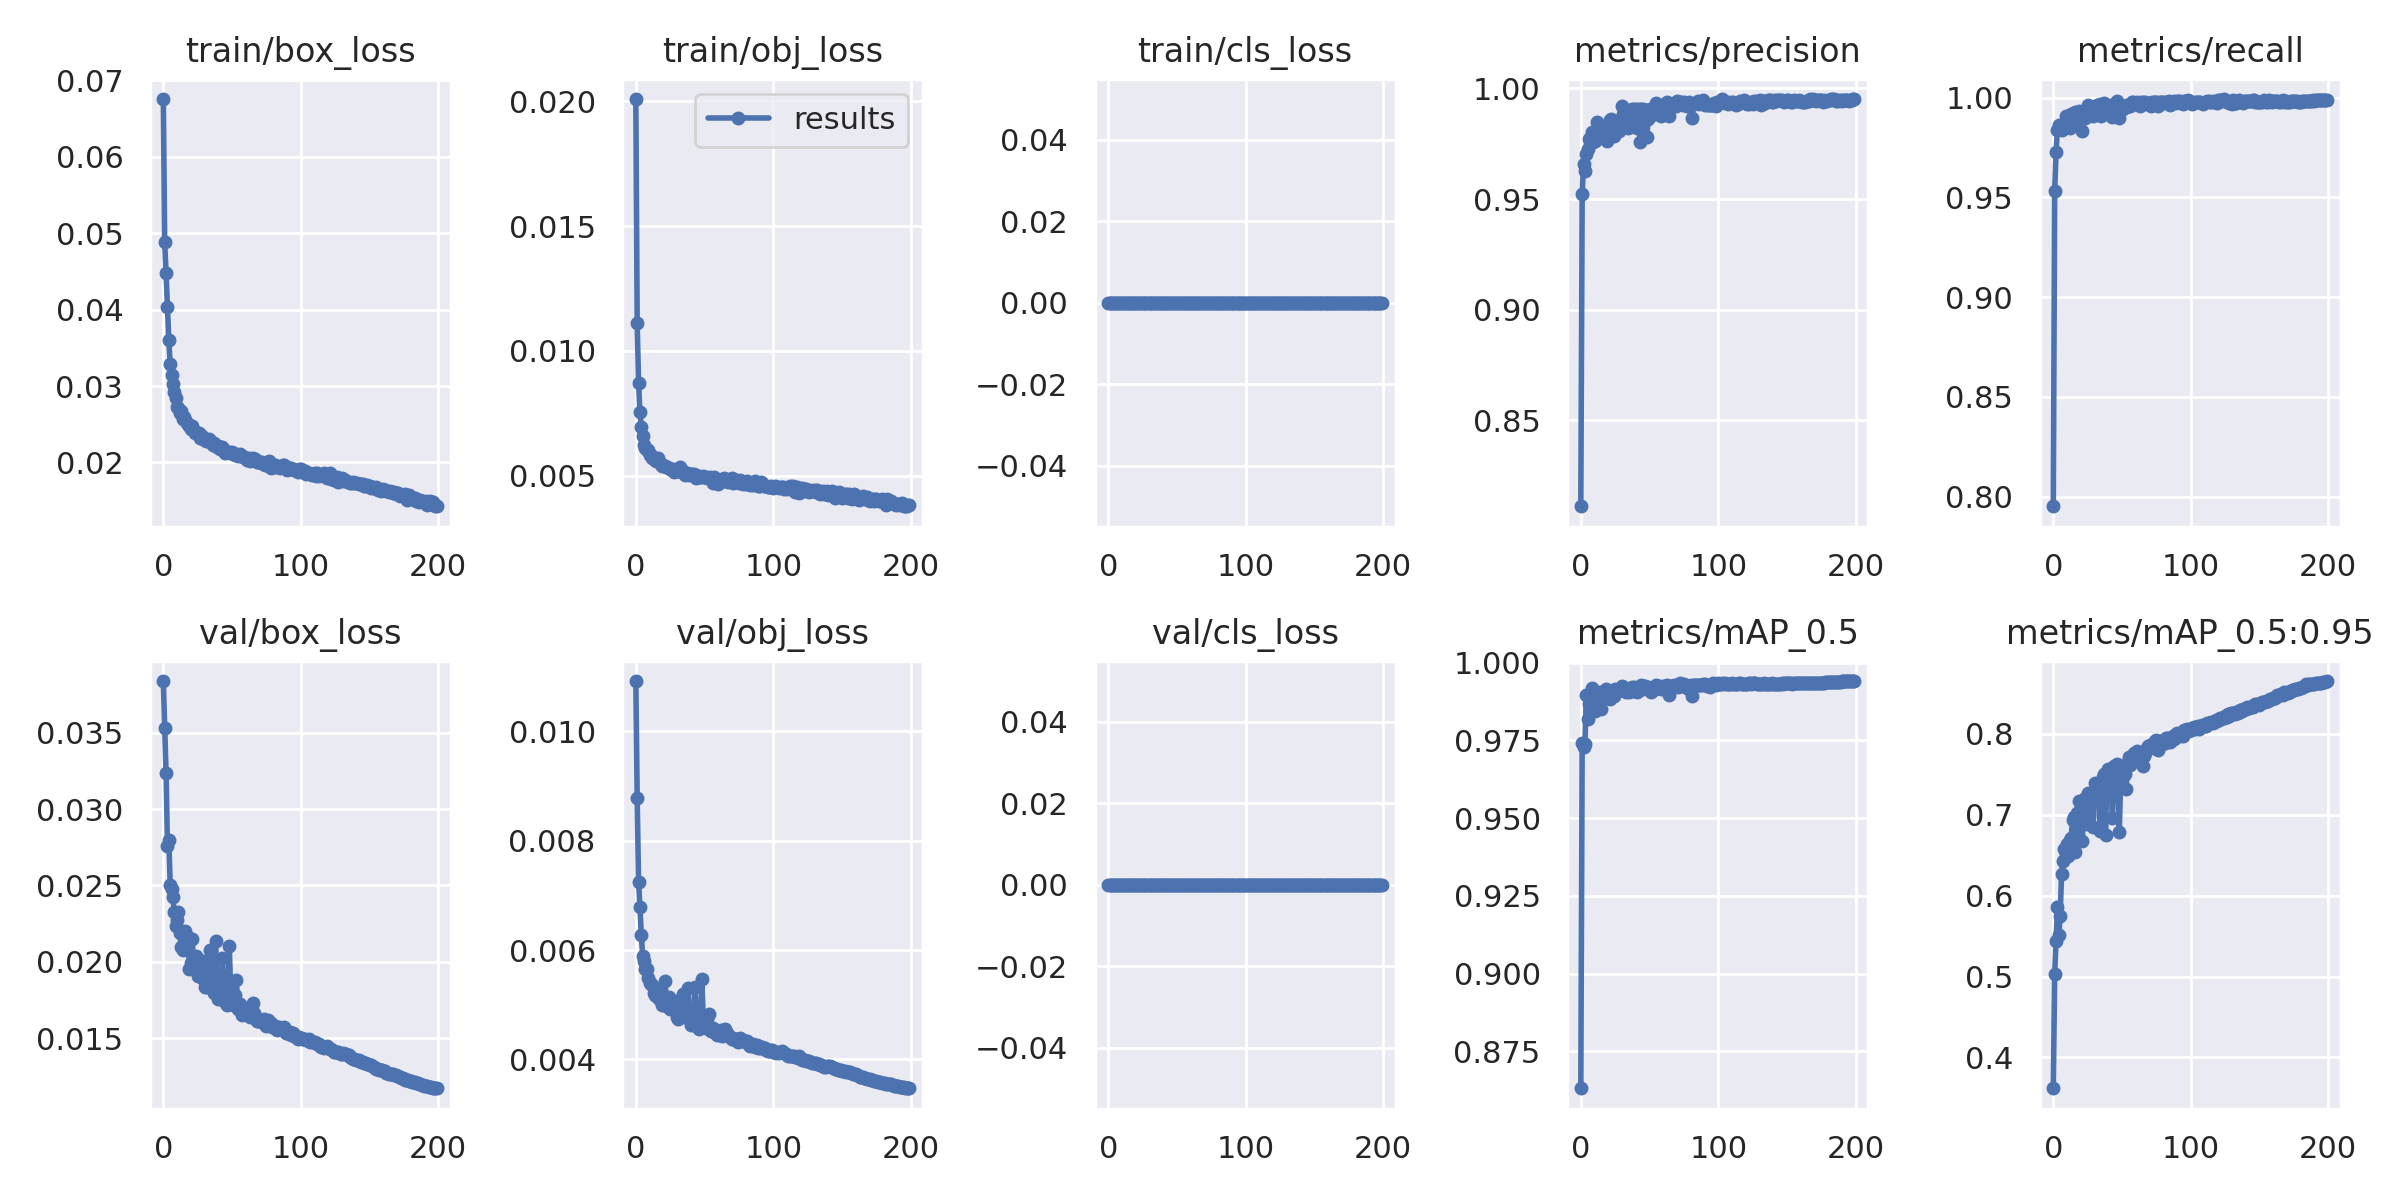 train/box_loss
0.07
0.06
0.05
0.04
0.03
0.02
0 100 200
train/obj_loss
results
0.020
0.015
0.010
0.005
0 100 200
train/cls_loss
0.04
0.02
0.00
−0.02
−0.04
0 100 200
metrics/precision
1.00
0.95
0.90
0.85
0 100 200
metrics/recall
1.00
0.95
0.90
0.85
0.80
0 100 200
val/box_loss
0.035
0.030
0.025
0.020
0.015
0 100 200
val/obj_loss
0.010
0.008
0.006
0.004
0 100 200
val/cls_loss
0.04
0.02
0.00
−0.02
−0.04
0 100 200
metrics/mAP_0.5
1.000
0.975
0.950
0.925
0.900
0.875
0 100 200
metrics/mAP_0.5:0.95
0.8
0.7
0.6
0.5
0.4
0 100 200